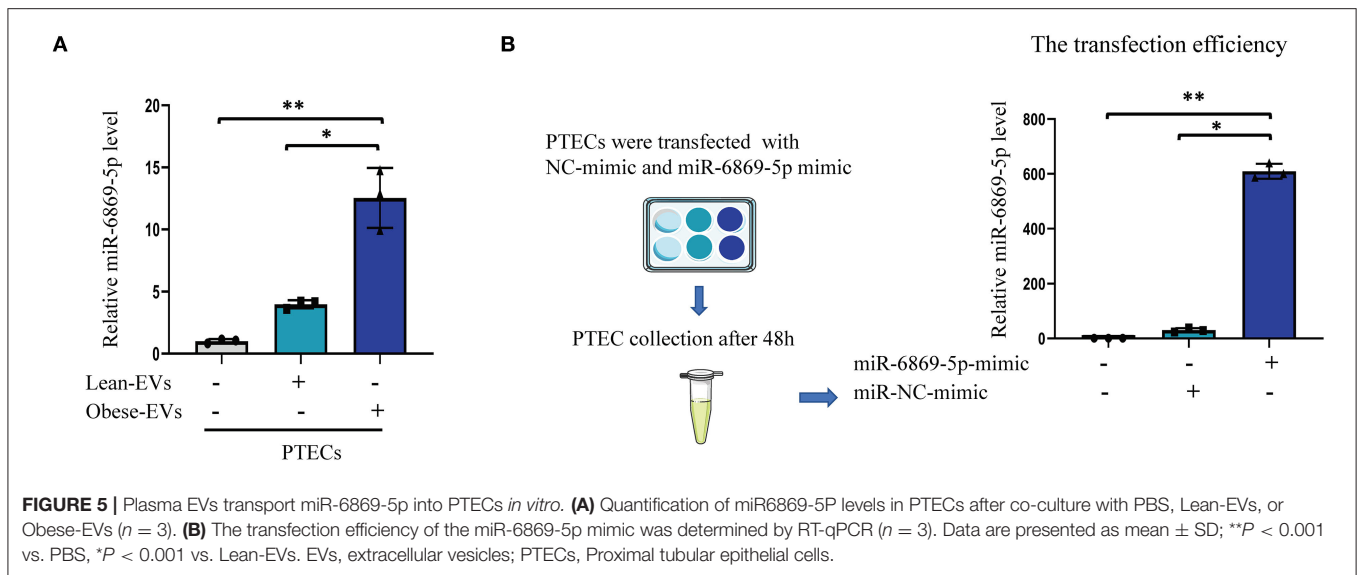 A
**
*
20
15
10
5
0
Relative miR-6869-5p level
Lean-EVs - + -
Obese-EVs - - +
PTECs
B
PTECs were transfected with
NC-mimic and miR-6869-5p mimic
PTEC collection after 48h
The transfection efficiency
**
*
800
600
400
200
0
Relative miR-6869-5p level
miR-6869-5p-mimic - - +
miR-NC-mimic - + -
FIGURE 5 | Plasma EVs transport miR-6869-5p into PTECs in vitro. (A) Quantification of miR6869-5P levels in PTECs after co-culture with PBS, Lean-EVs, or
Obese-EVs (n = 3). (B) The transfection efficiency of the miR-6869-5p mimic was determined by RT-qPCR (n = 3). Data are presented as mean ± SD; **P < 0.001
vs. PBS, *P < 0.001 vs. Lean-EVs. EVs, extracellular vesicles; PTECs, Proximal tubular epithelial cells.